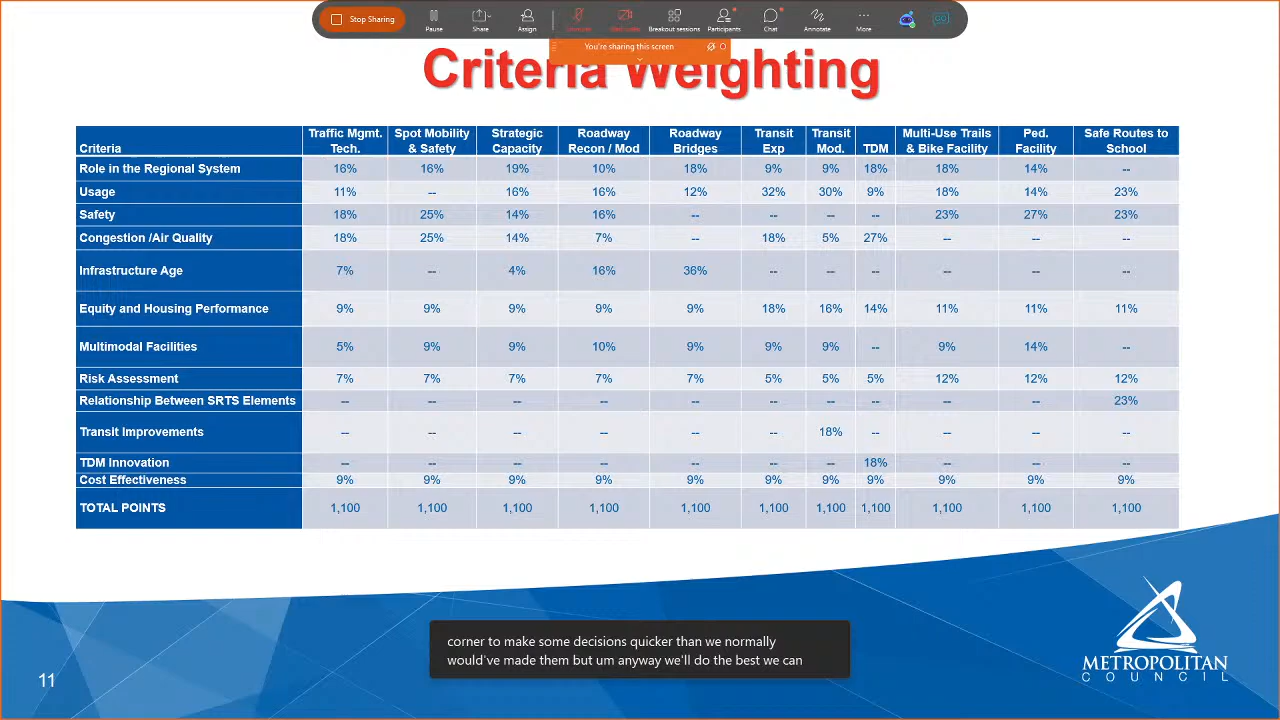 Stop Sharing
Pause
Share
Assign
Breakout sessions
Participants
Chat
Annotate
More
You're sharing this screen
Criteria Weighting
Criteria | Traffic Mgmt. Tech. | Spot Mobility & Safety | Strategic Capacity | Roadway Recon / Mod | Roadway Bridges | Transit Exp | Transit Mod. | TDM | Multi-Use Trails & Bike Facility | Ped. Facility | Safe Routes to School
Role in the Regional System | 16% | 16% | 19% | 10% | 18% | 9% | 9% | 18% | 18% | 14% | --
Usage | 11% | -- | 16% | 16% | 12% | 32% | 30% | 9% | 18% | 14% | 23%
Safety | 18% | 25% | 14% | 16% | -- | -- | -- | -- | 23% | 27% | 23%
Congestion /Air Quality | 18% | 25% | 14% | 7% | -- | 18% | 5% | 27% | -- | -- | --
Infrastructure Age | 7% | -- | 4% | 16% | 36% | -- | -- | -- | -- | -- | --
Equity and Housing Performance | 9% | 9% | 9% | 9% | 9% | 18% | 16% | 14% | 11% | 11% | 11%
Multimodal Facilities | 5% | 9% | 9% | 10% | 9% | 9% | 9% | -- | 9% | 14% | --
Risk Assessment | 7% | 7% | 7% | 7% | 7% | 5% | 5% | 5% | 12% | 12% | 12%
Relationship Between SRTS Elements | -- | -- | -- | -- | -- | -- | -- | -- | -- | -- | 23%
Transit Improvements | -- | -- | -- | -- | -- | -- | 18% | -- | -- | -- | --
TDM Innovation | -- | -- | -- | -- | -- | -- | -- | 18% | -- | -- | --
Cost Effectiveness | 9% | 9% | 9% | 9% | 9% | 9% | 9% | 9% | 9% | 9% | 9%
TOTAL POINTS | 1,100 | 1,100 | 1,100 | 1,100 | 1,100 | 1,100 | 1,100 | 1,100 | 1,100 | 1,100 | 1,100
corner to make some decisions quicker than we normally
would've made them but um anyway we'll do the best we can
11
METROPOLITAN
COUNCIL